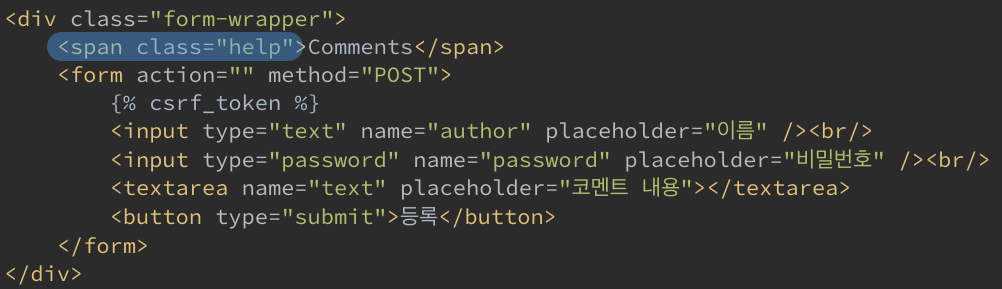 <div class="form-wrapper">
    <span class="help">Comments</span>
    <form action="" method="POST">
        {% csrf_token %}
        <input type="text" name="author" placeholder="이름" /><br/>
        <input type="password" name="password" placeholder="비밀번호" /><br/>
        <textarea name="text" placeholder="코멘트 내용"></textarea>
        <button type="submit">등록</button>
    </form>
</div>